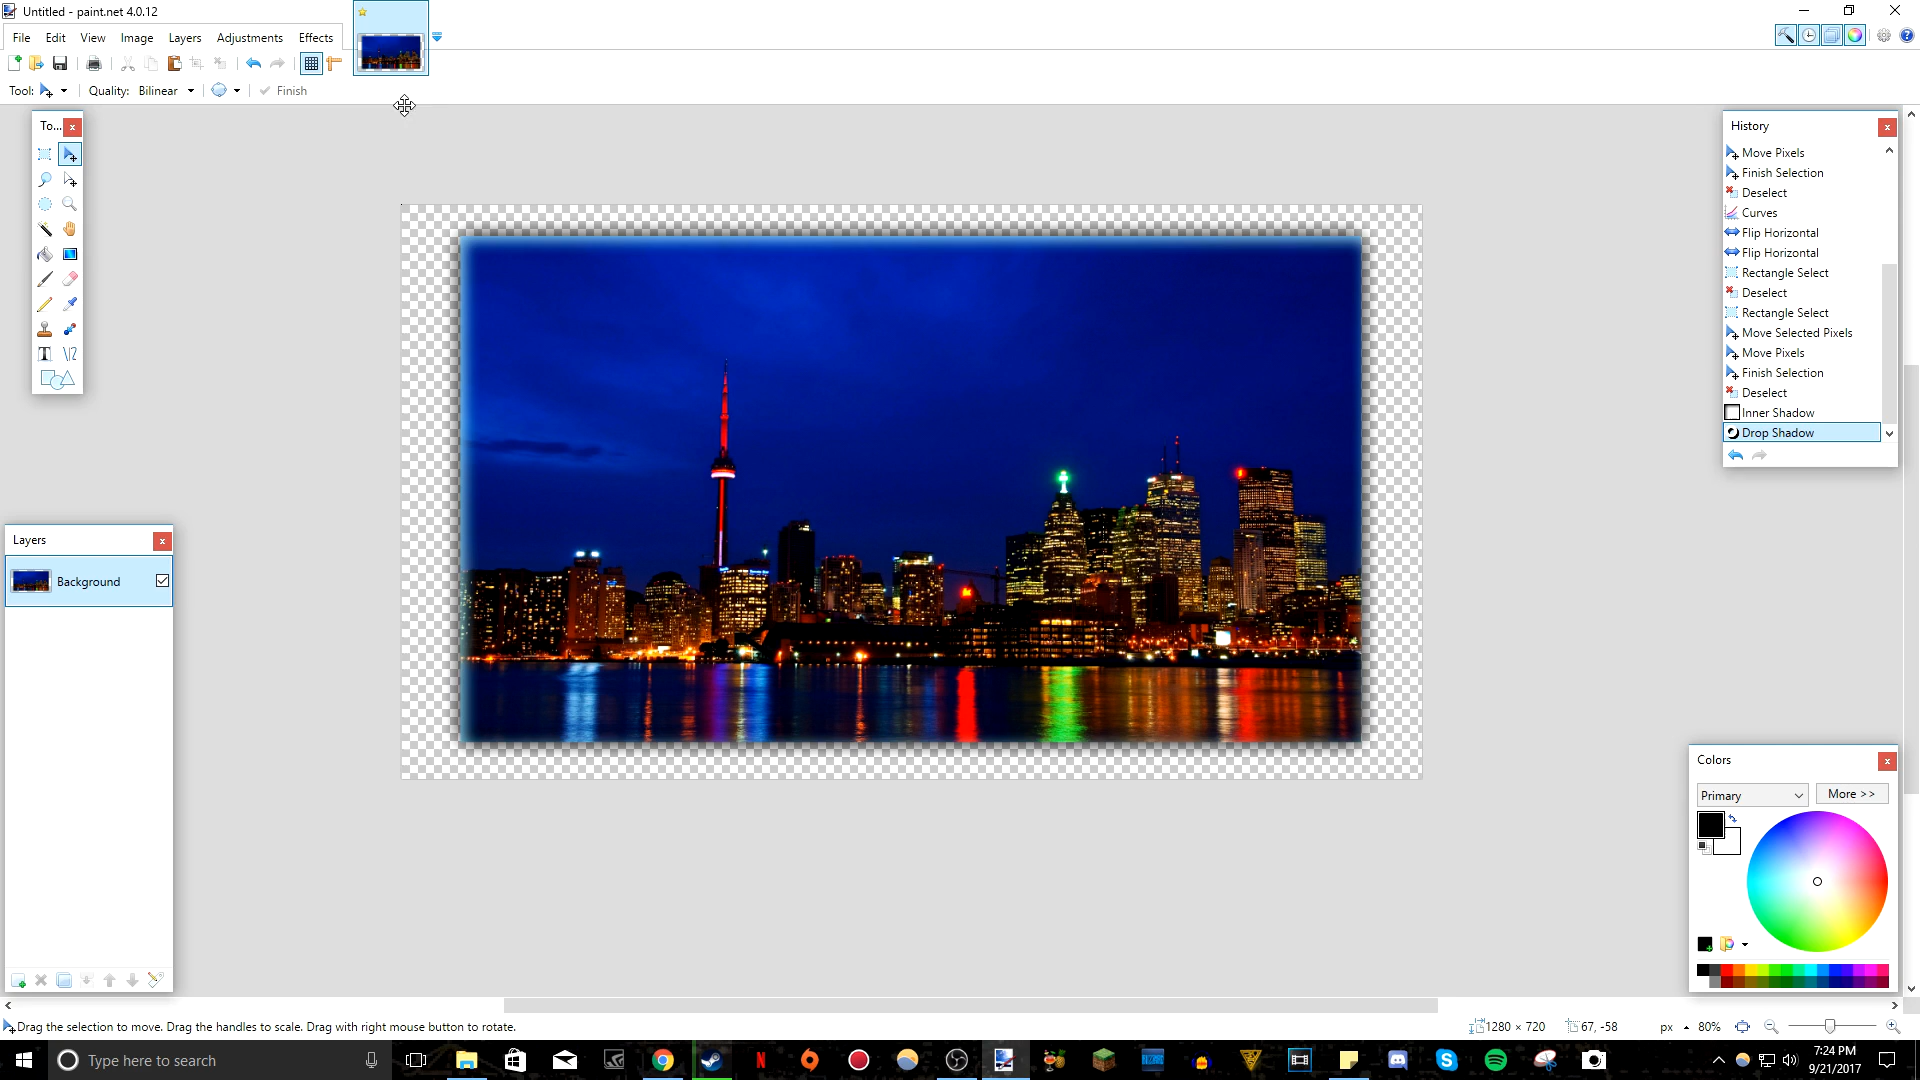 Untitled - paint.net 4.0.12
File Edit View Image Layers Adjustments Effects
Tool: Quality: Bilinear Finish
To...
History
Move Pixels
Finish Selection
Deselect
Curves
Flip Horizontal
Flip Horizontal
Rectangle Select
Deselect
Rectangle Select
Move Selected Pixels
Move Pixels
Finish Selection
Deselect
Inner Shadow
Drop Shadow
Layers
Background
Colors
Primary More >>
Drag the selection to move. Drag the handles to scale. Drag with right mouse button to rotate. 1280 × 720 67, -58 px 80%
Type here to search
7:24 PM
9/21/2017